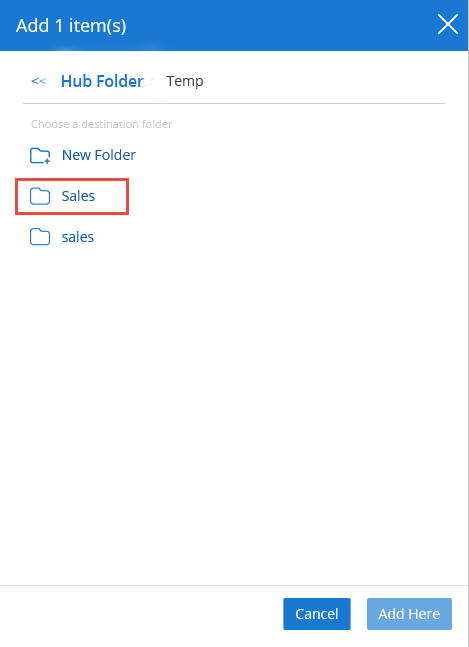 Add 1 item(s)
<< Hub Folder Temp
Choose a destination folder
New Folder
Sales
sales
Cancel Add Here